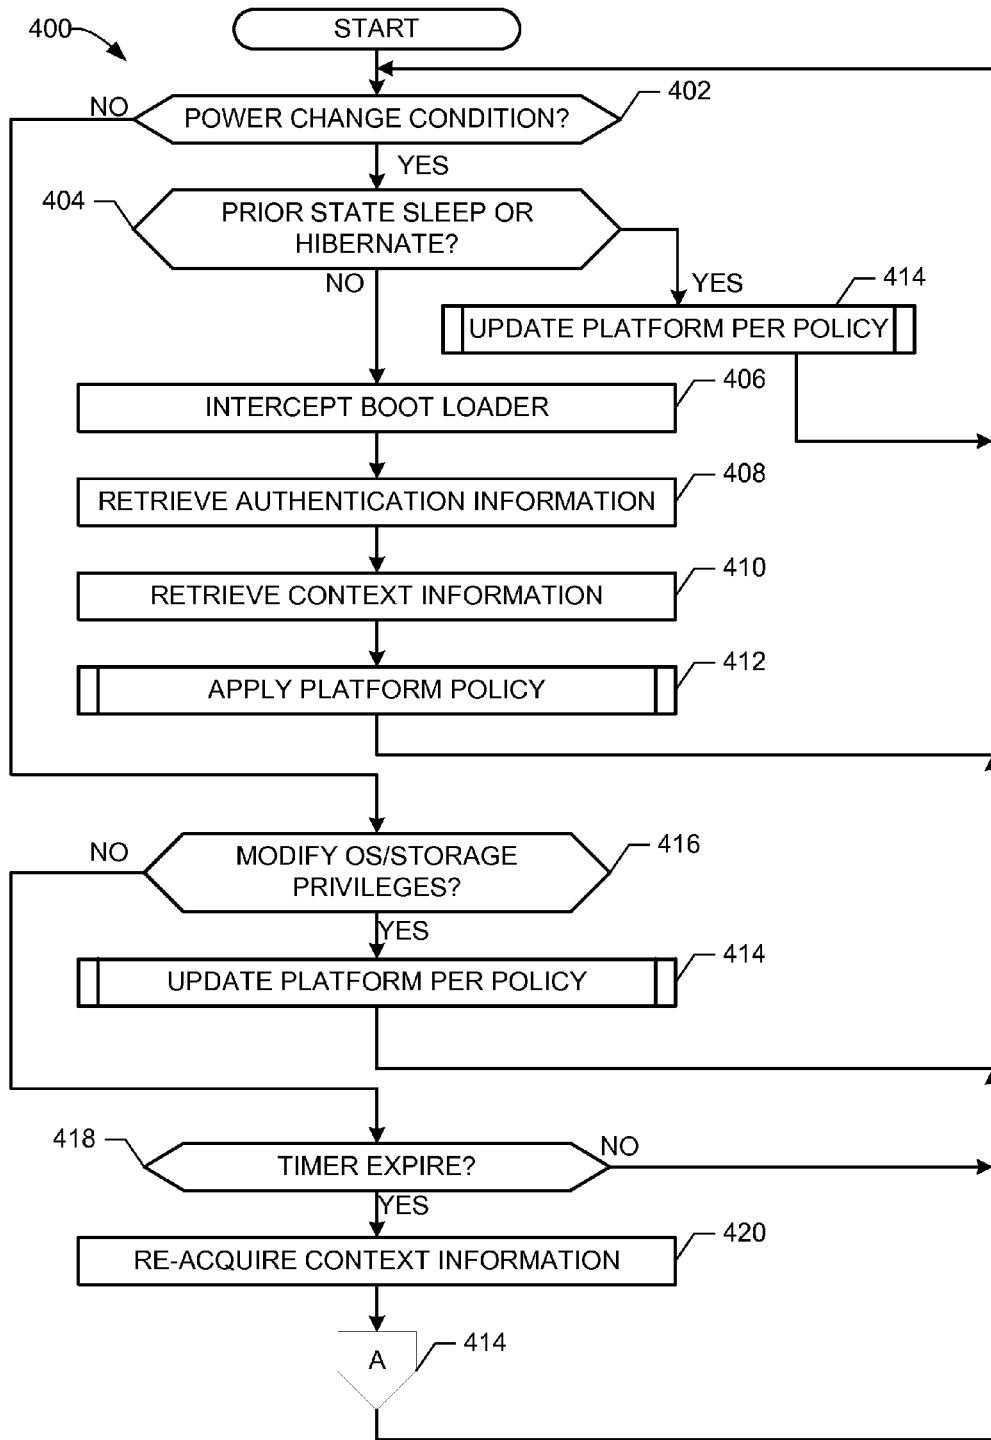 400
START
402
NO
POWER CHANGE CONDITION?
YES
404
PRIOR STATE SLEEP OR
HIBERNATE?
NO
YES
414
UPDATE PLATFORM PER POLICY
406
INTERCEPT BOOT LOADER
408
RETRIEVE AUTHENTICATION INFORMATION
410
RETRIEVE CONTEXT INFORMATION
412
APPLY PLATFORM POLICY
NO
MODIFY OS/STORAGE
PRIVILEGES?
416
YES
414
UPDATE PLATFORM PER POLICY
418
TIMER EXPIRE?
NO
YES
420
RE-ACQUIRE CONTEXT INFORMATION
A
414